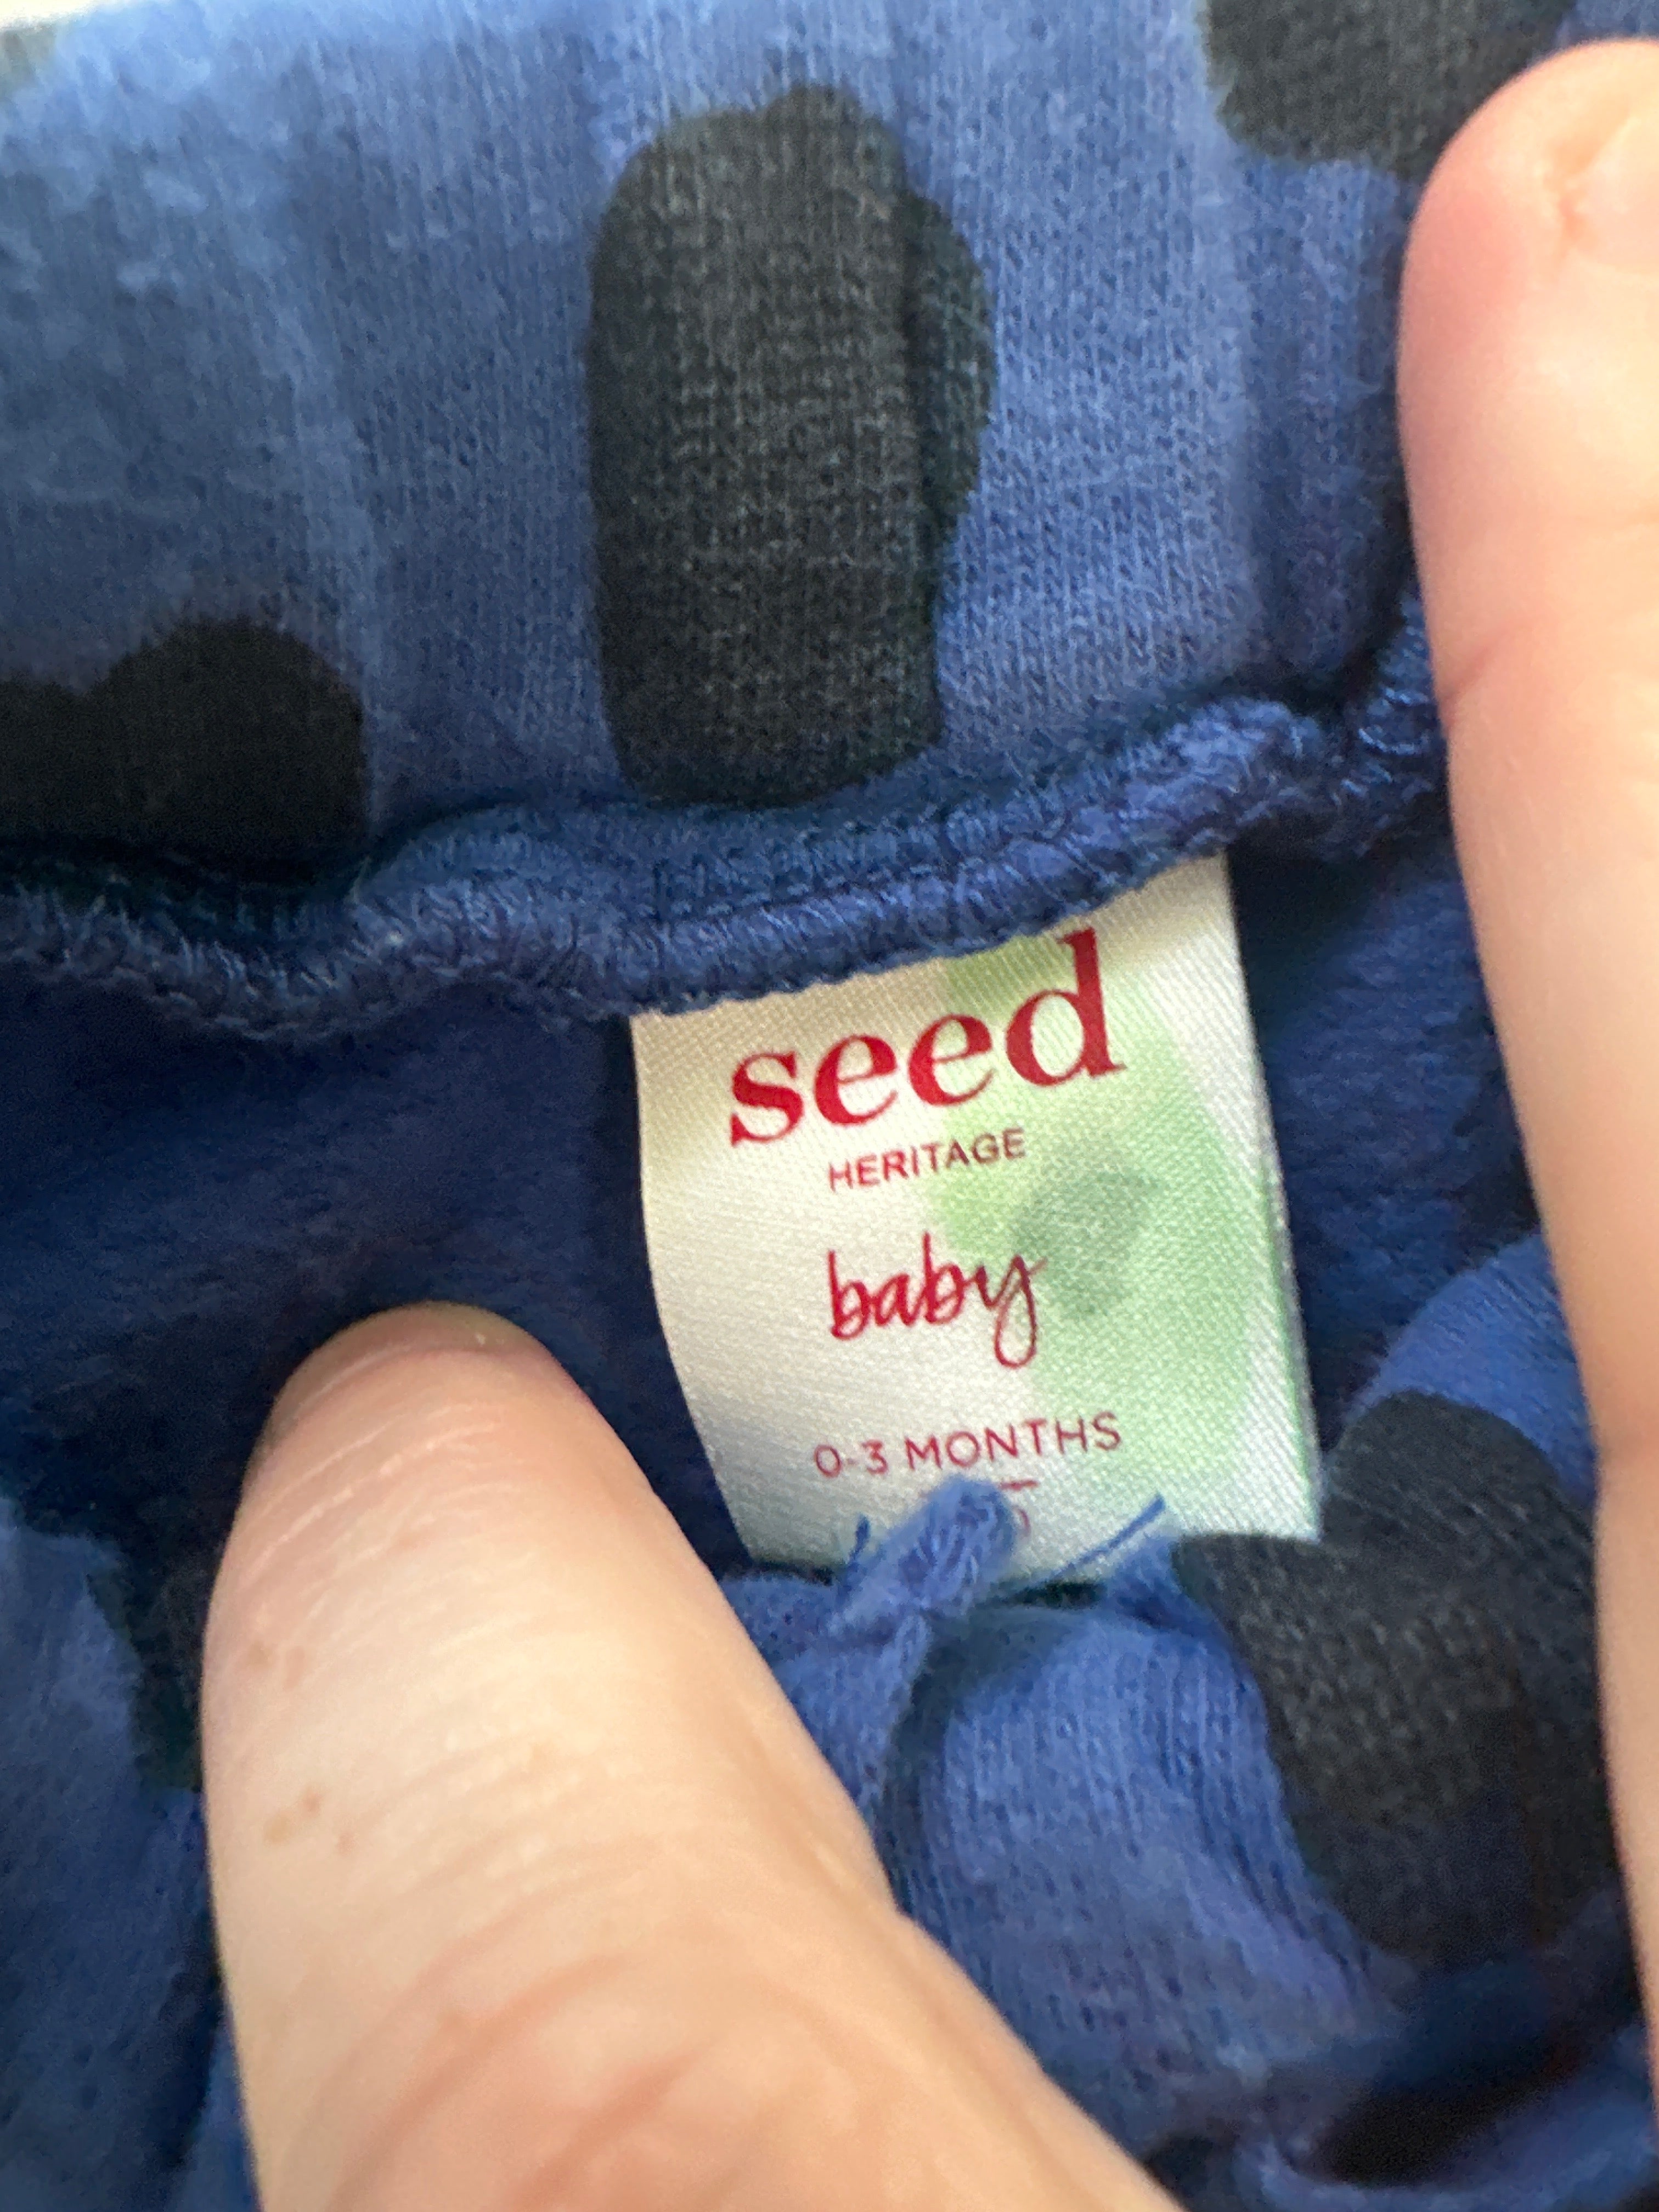 seed
HERITAGE
baby
0-3 MONTHS